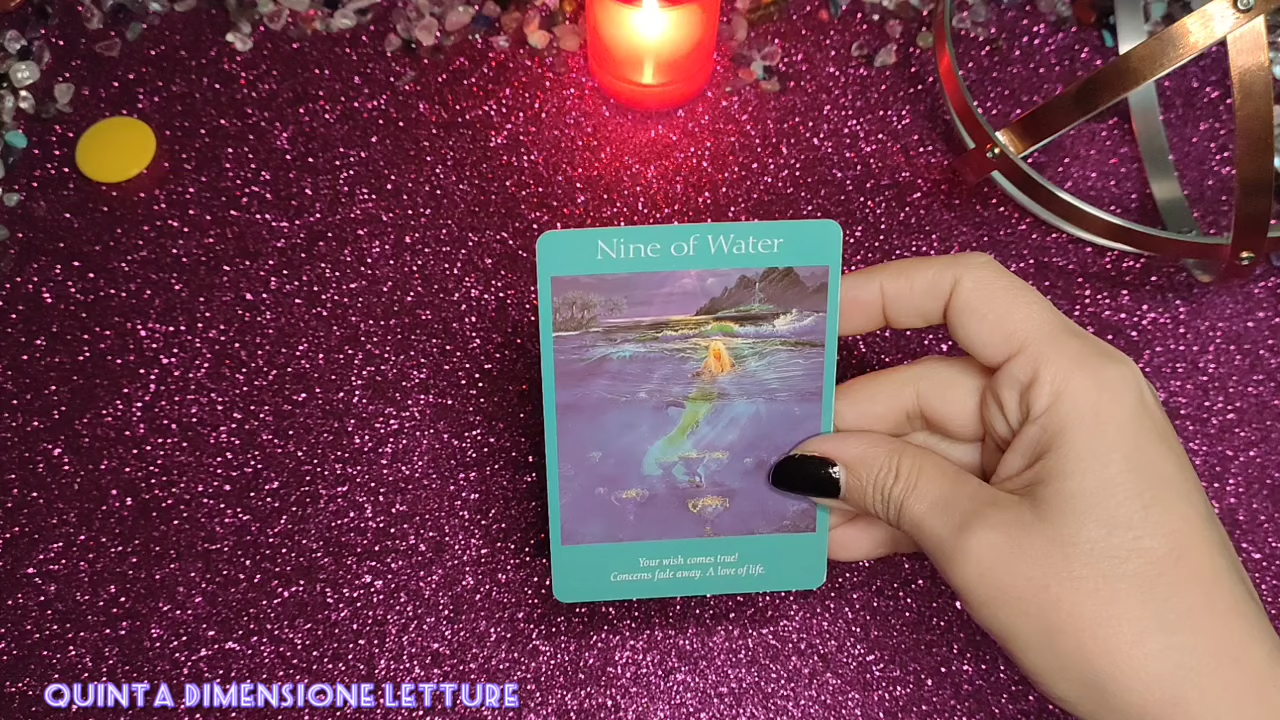 Nine of Water
Your wish comes true!
Concerns fade away. A love of life.
QUINTA DIMENSIONE LETTURE